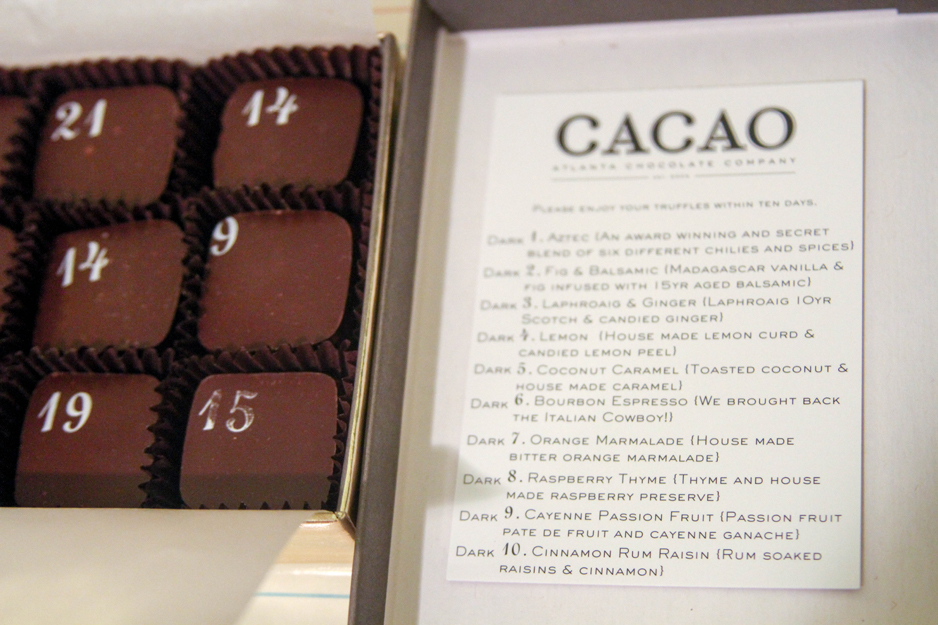 21
14
14
9
19
15
CACAO
ATLANTA CHOCOLATE COMPANY
PLEASE ENJOY YOUR TRUFFLES WITHIN TEN DAYS.
DARK 1. AZTEC {AN AWARD WINNING AND SECRET
BLEND OF SIX DIFFERENT CHILIES AND SPICES}
DARK 2. FIG & BALSAMIC {MADAGASCAR VANILLA &
FIG INFUSED WITH 15YR AGED BALSAMIC}
DARK 3. LAPHROAIG & GINGER {LAPHROAIG 10YR
SCOTCH & CANDIED GINGER}
DARK 4. LEMON {HOUSE MADE LEMON CURD &
CANDIED LEMON PEEL}
DARK 5. COCONUT CARAMEL {TOASTED COCONUT &
HOUSE MADE CARAMEL}
DARK 6. BOURBON ESPRESSO {WE BROUGHT BACK
THE ITALIAN COWBOY!}
DARK 7. ORANGE MARMALADE {HOUSE MADE
BITTER ORANGE MARMALADE}
DARK 8. RASPBERRY THYME {THYME AND HOUSE
MADE RASPBERRY PRESERVE}
DARK 9. CAYENNE PASSION FRUIT {PASSION FRUIT
PATE DE FRUIT AND CAYENNE GANACHE}
DARK 10. CINNAMON RUM RAISIN {RUM SOAKED
RAISINS & CINNAMON}